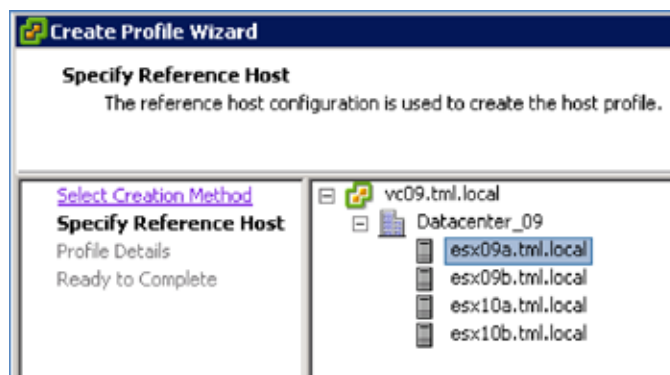 Create Profile Wizard
Specify Reference Host
The reference host configuration is used to create the host profile.
Select Creation Method
Specify Reference Host
Profile Details
Ready to Complete
vc09.tml.local
Datacenter_09
esx09a.tml.local
esx09b.tml.local
esx10a.tml.local
esx10b.tml.local